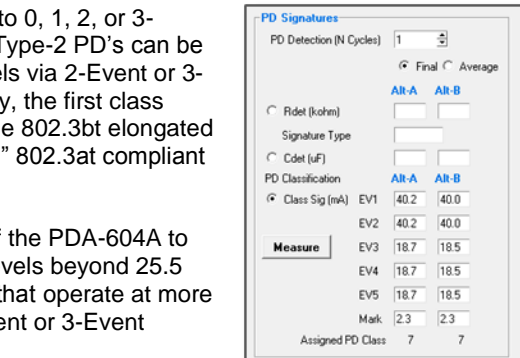 to 0, 1, 2, or 3-
Type-2 PD's can be
els via 2-Event or 3-
y, the first class
e 802.3bt elongated
" 802.3at compliant
f the PDA-604A to
vels beyond 25.5
that operate at more
ent or 3-Event
PD Signatures
PD Detection (N Cycles) 1
Final Average
Alt-A Alt-B
Rdet (kohm)
Signature Type
Cdet (uF)
PD Classification Alt-A Alt-B
Class Sig (mA) EV1 40.2 40.0
EV2 40.2 40.0
Measure EV3 18.7 18.5
EV4 18.7 18.5
EV5 18.7 18.5
Mark 2.3 2.3
Assigned PD Class 7 7